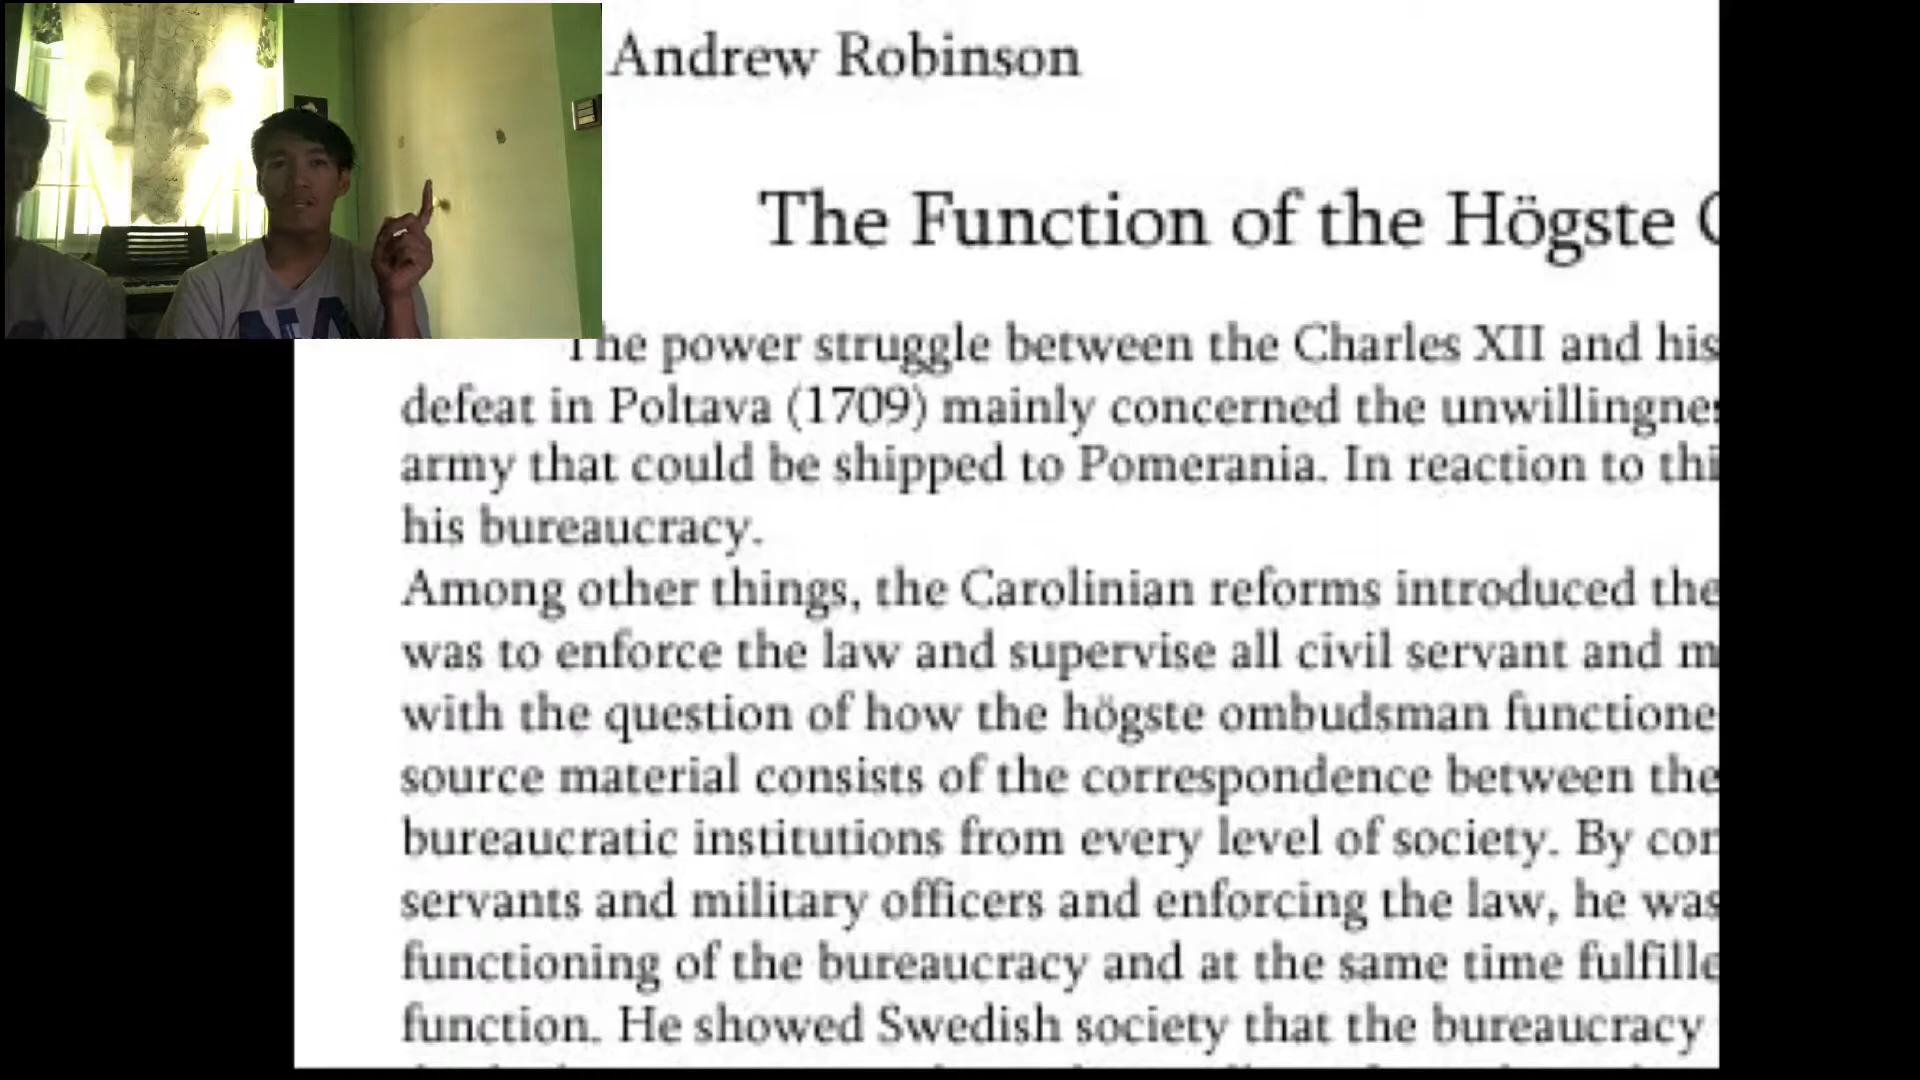 Andrew Robinson
The Function of the Högste
The power struggle between the Charles XII and his
defeat in Poltava (1709) mainly concerned the
army that could be shipped to Pomerania. In reaction to
his bureaucracy.
Among other things, the Carolinian reforms introduced the
was to enforce the law and supervise all civil servant and
with the question of how the högste ombudsman
source material consists of the correspondence between the
bureaucratic institutions from every level of society. By
servants and military officers and enforcing the law, he was
functioning of the bureaucracy and at the same time
function. He showed Swedish society that the bureaucracy